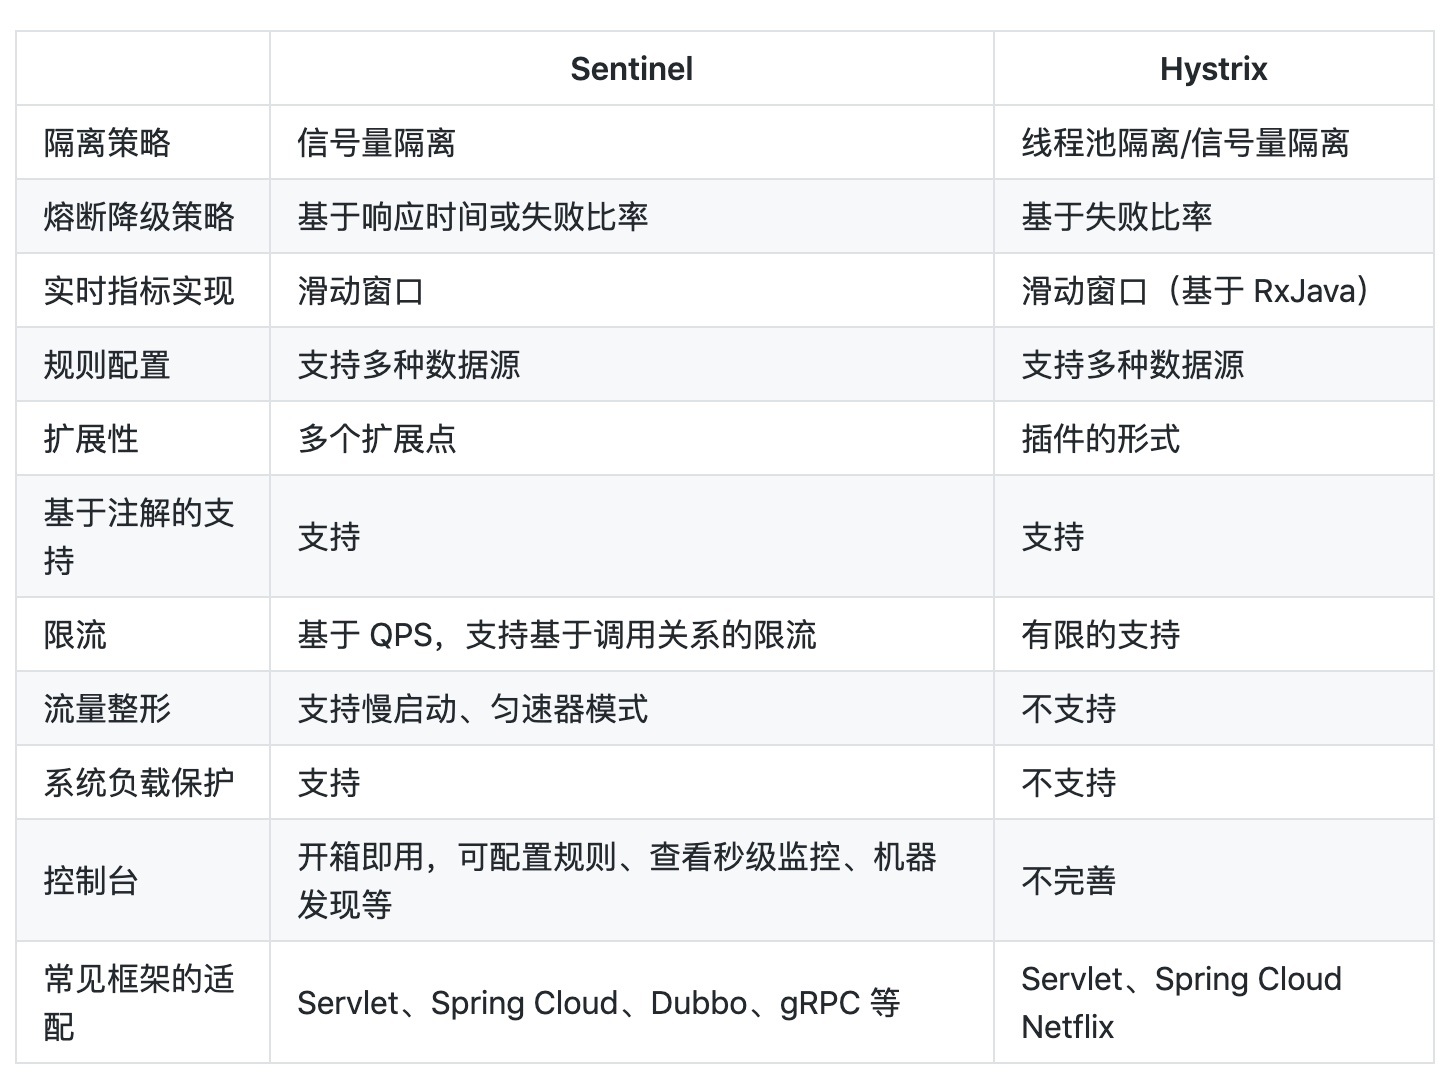 Sentinel
Hystrix
隔离策略
信号量隔离
线程池隔离/信号量隔离
熔断降级策略
基于响应时间或失败比率
基于失败比率
实时指标实现
滑动窗口
滑动窗口（基于 RxJava）
规则配置
支持多种数据源
支持多种数据源
扩展性
多个扩展点
插件的形式
基于注解的支
持
支持
支持
限流
基于 QPS，支持基于调用关系的限流
有限的支持
流量整形
支持慢启动、匀速器模式
不支持
系统负载保护
支持
不支持
控制台
开箱即用，可配置规则、查看秒级监控、机器
发现等
不完善
常见框架的适
配
Servlet、Spring Cloud、Dubbo、gRPC 等
Servlet、Spring Cloud
Netflix